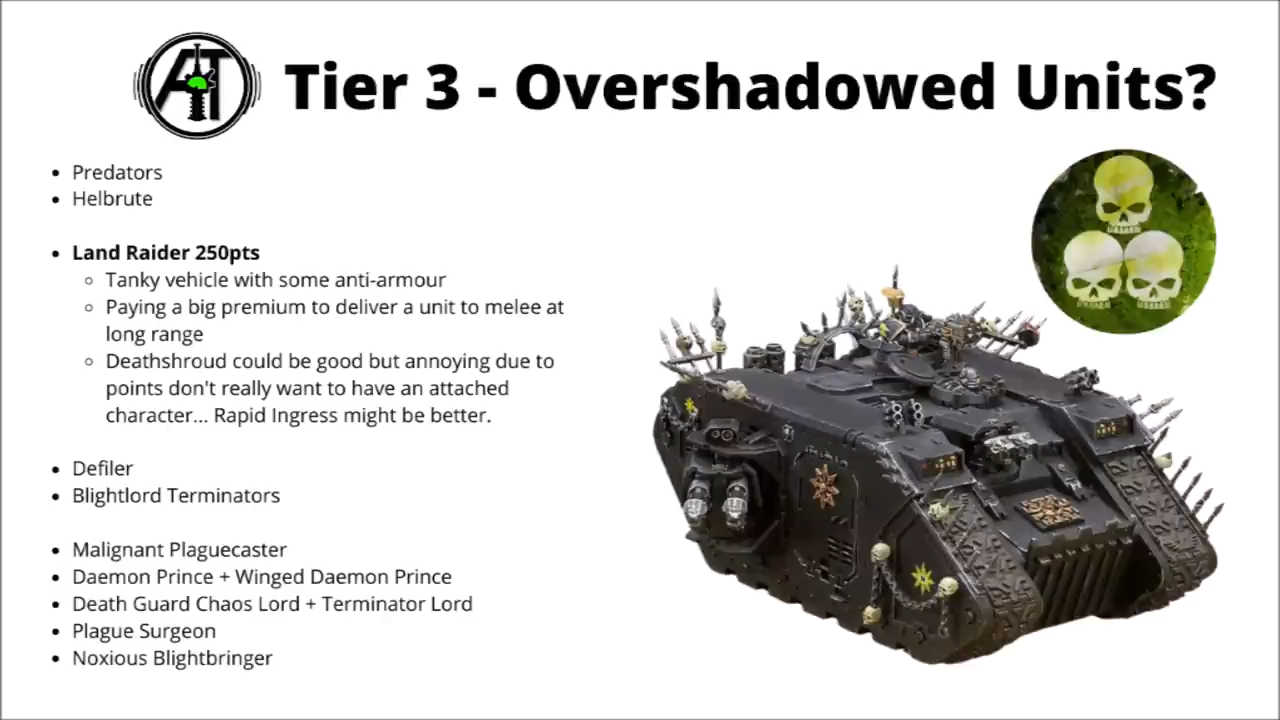 AT
Tier 3 - Overshadowed Units?
• Predators
• Helbrute
• Land Raider 250pts
○ Tanky vehicle with some anti-armour
○ Paying a big premium to deliver a unit to melee at
long range
○ Deathshroud could be good but annoying due to
points don't really want to have an attached
character... Rapid Ingress might be better.
• Defiler
• Blightlord Terminators
• Malignant Plaguecaster
• Daemon Prince + Winged Daemon Prince
• Death Guard Chaos Lord + Terminator Lord
• Plague Surgeon
• Noxious Blightbringer